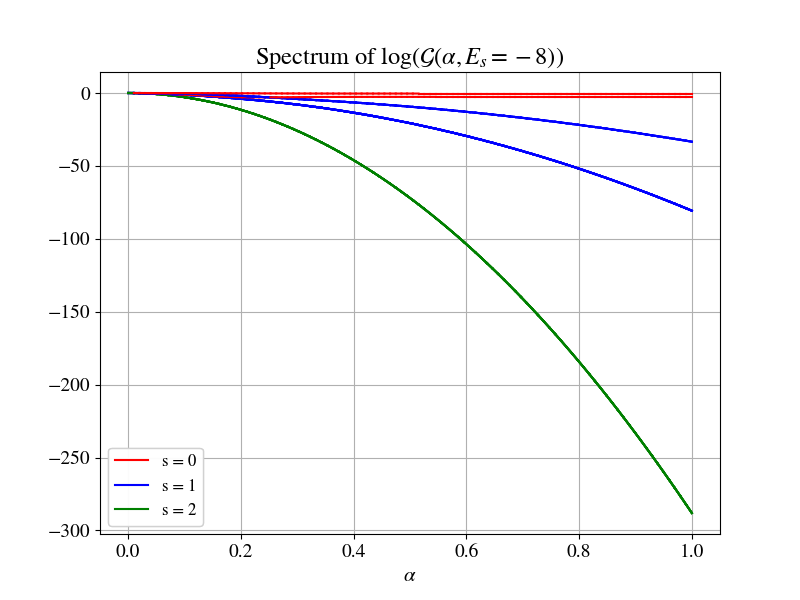 Spectrum of log(𝒢(α, E_s = −8))
0
−50
−100
−150
−200
−250
−300
s = 0
s = 1
s = 2
0.0 0.2 0.4 0.6 0.8 1.0
α